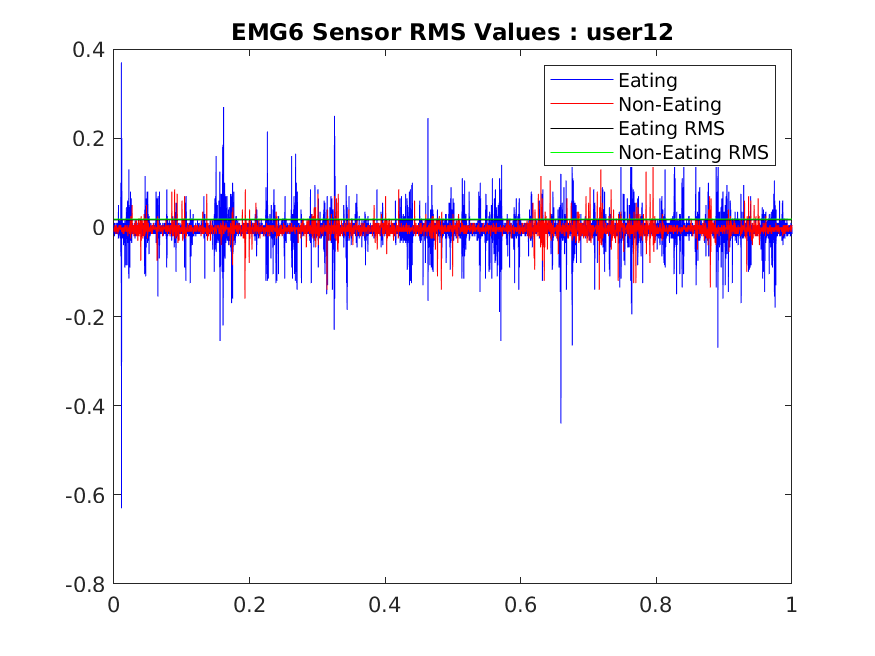 EMG6 Sensor RMS Values : user12
Eating
Non-Eating
Eating RMS
Non-Eating RMS
0.4
0.2
0
-0.2
-0.4
-0.6
-0.8
0 0.2 0.4 0.6 0.8 1